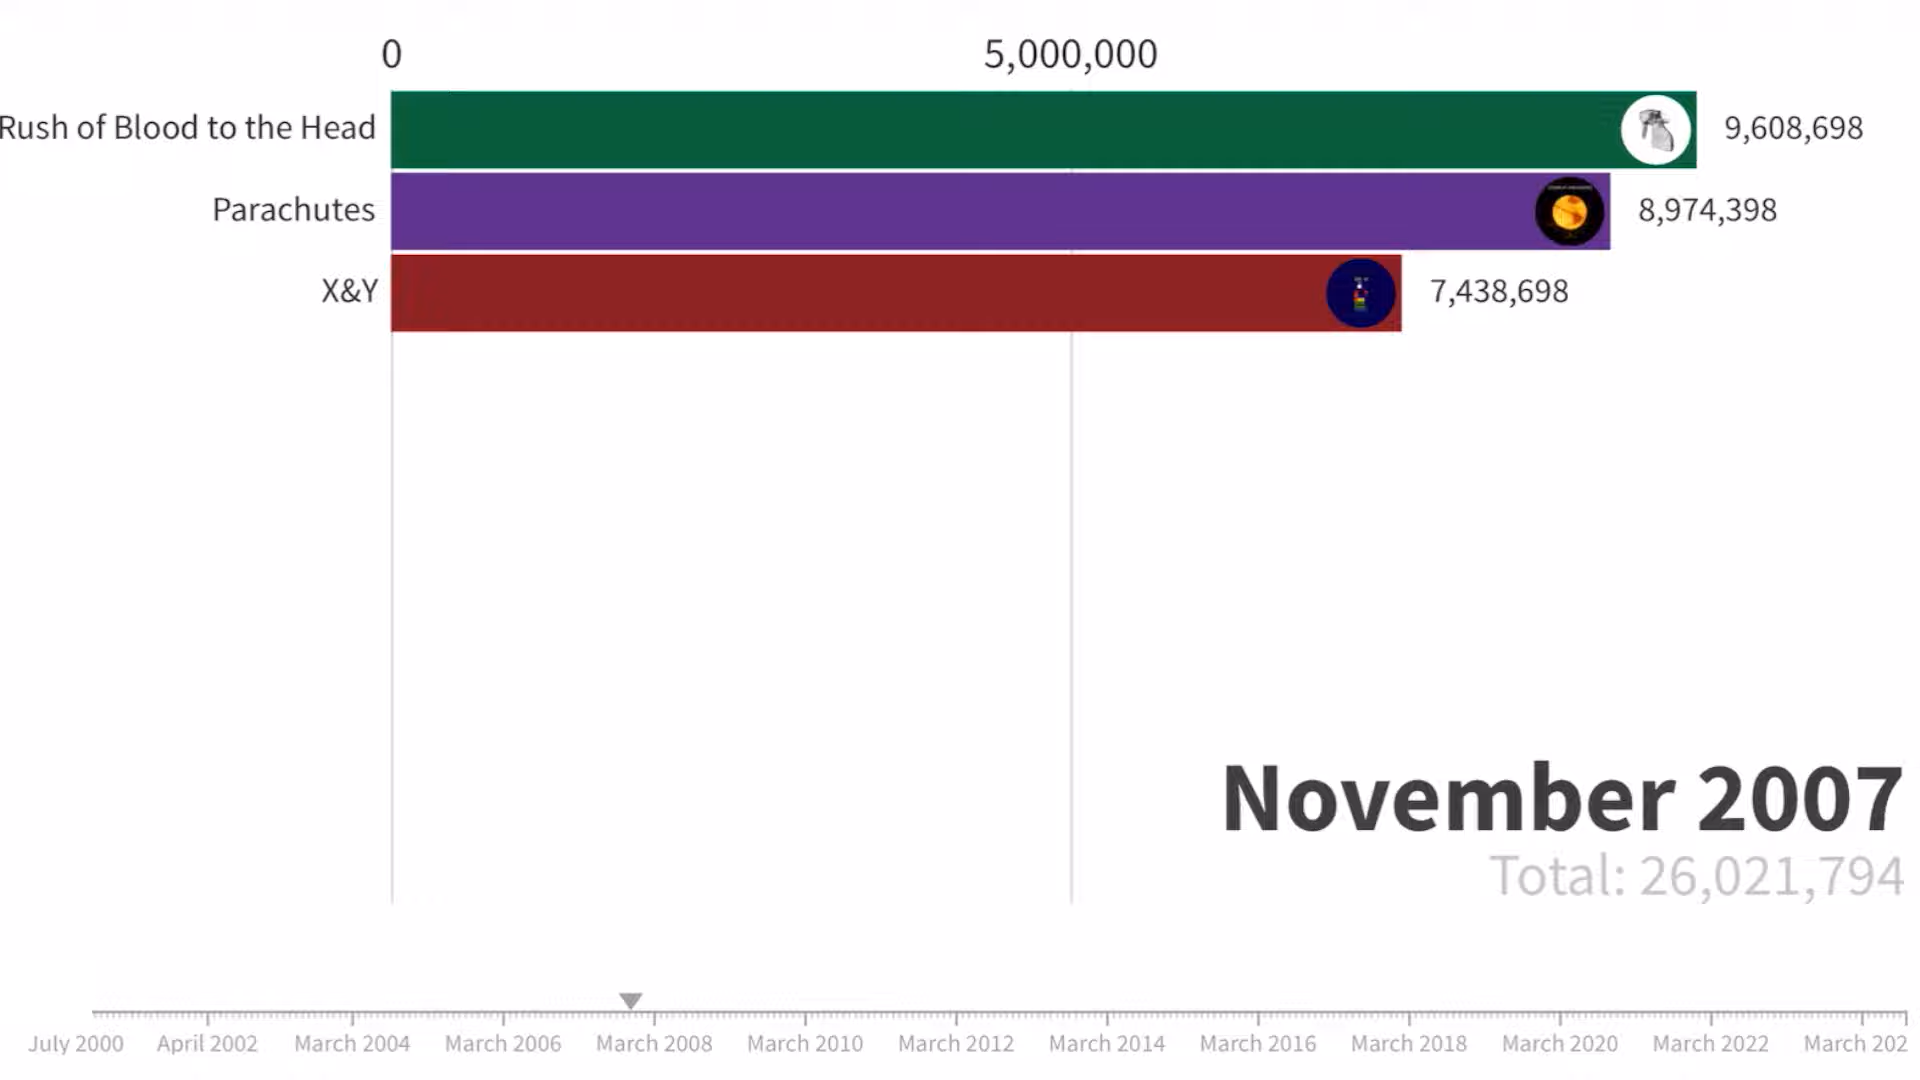 0 5,000,000
Rush of Blood to the Head 9,608,698
Parachutes 8,974,398
X&Y 7,438,698
November 2007
Total: 26,021,794
July 2000 April 2002 March 2004 March 2006 March 2008 March 2010 March 2012 March 2014 March 2016 March 2018 March 2020 March 2022 March 202